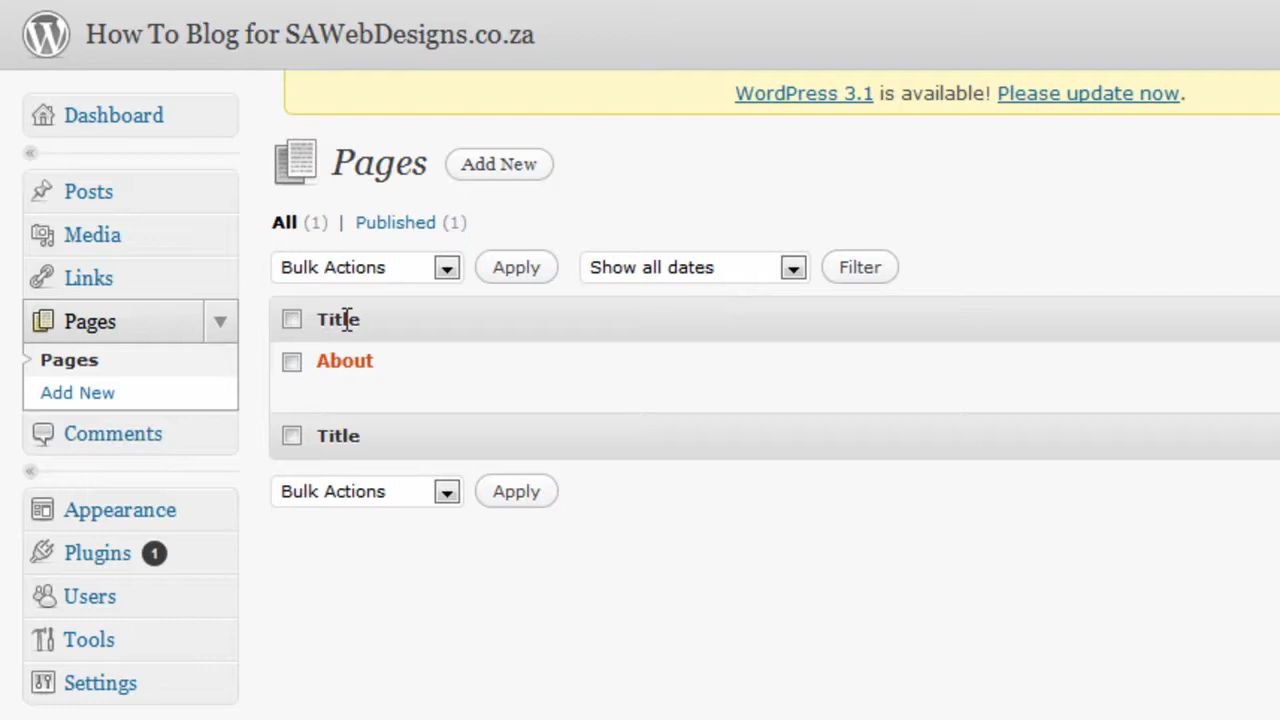 How To Blog for SAWebDesigns.co.za
WordPress 3.1 is available! Please update now.
Dashboard
Posts
Media
Links
Pages
Pages
Add New
Comments
Appearance
Plugins 1
Users
Tools
Settings
Pages Add New
All (1) | Published (1)
Bulk Actions Apply Show all dates Filter
Title
About
Title
Bulk Actions Apply